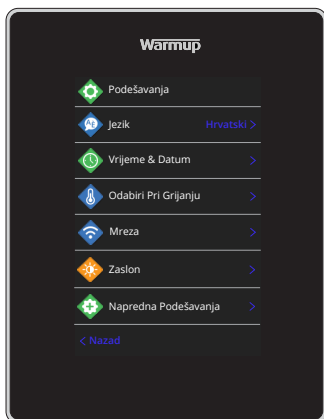 Warmup
Podešavanja
Jezik Hrvatski >
Vrijeme & Datum >
Odabiri Pri Grijanju >
Mreza >
Zaslon >
Napredna Podešavanja >
< Nazad